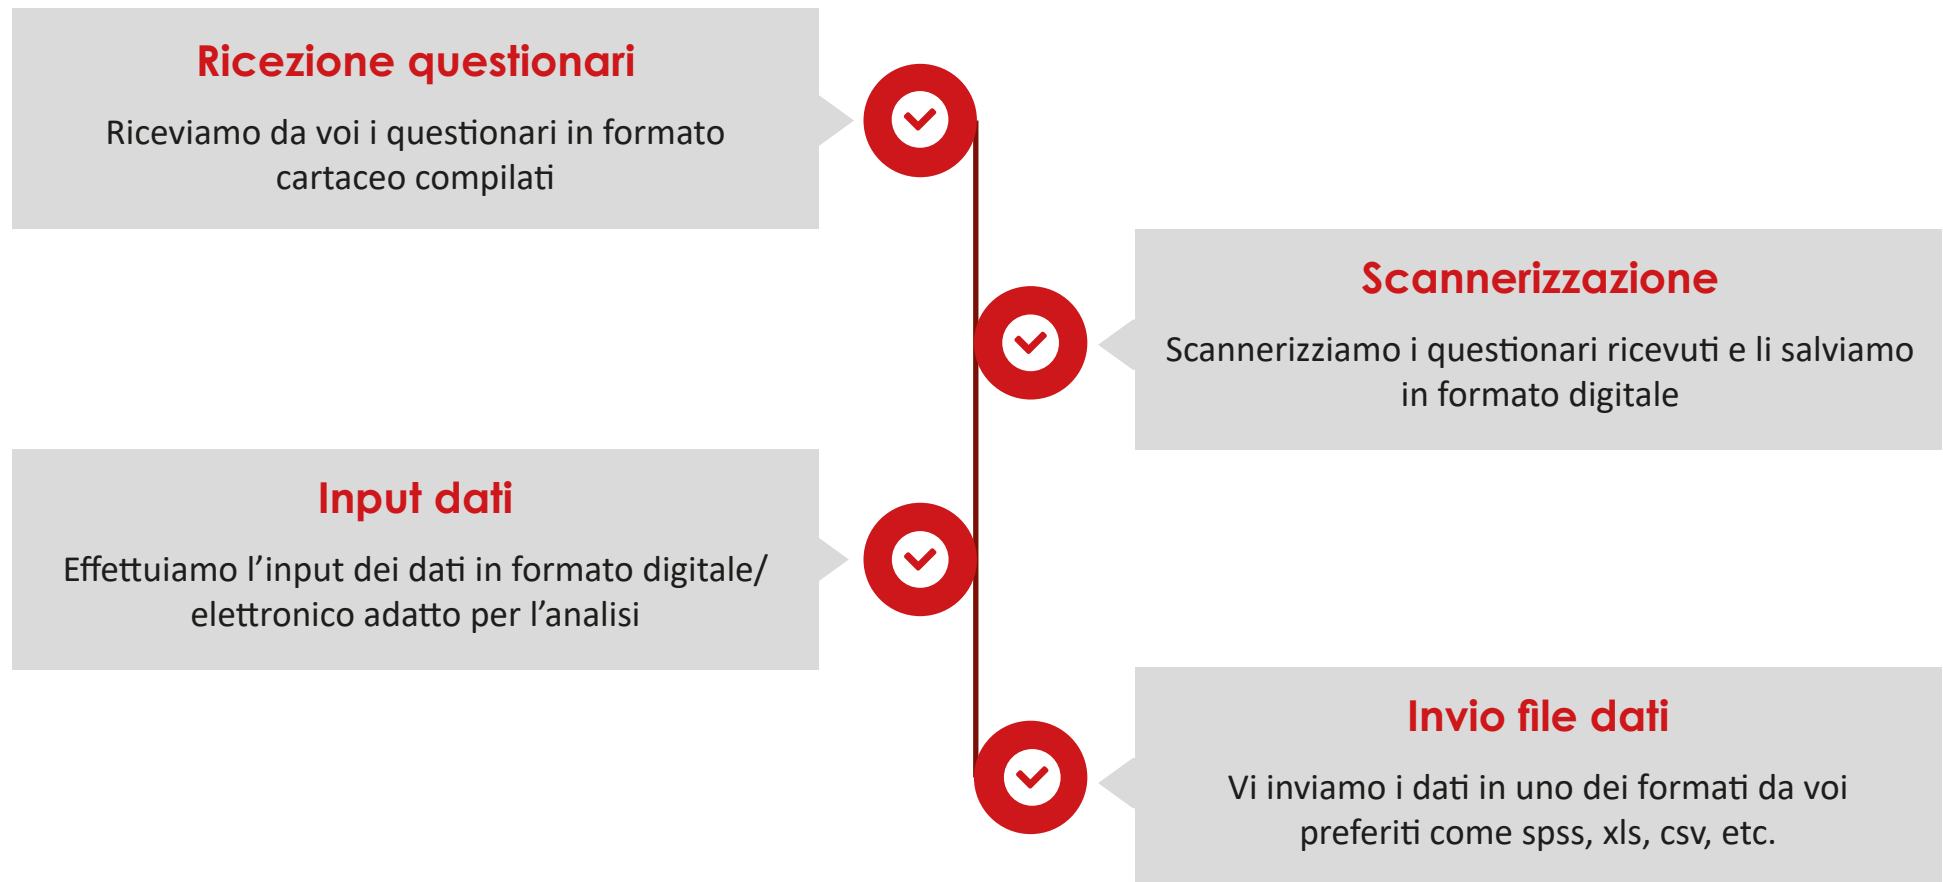 Ricezione questionari
Riceviamo da voi i questionari in formato
cartaceo compilati
Scannerizzazione
Scannerizziamo i questionari ricevuti e li salviamo
in formato digitale
Input dati
Effettuiamo l’input dei dati in formato digitale/
elettronico adatto per l’analisi
Invio file dati
Vi inviamo i dati in uno dei formati da voi
preferiti come spss, xls, csv, etc.